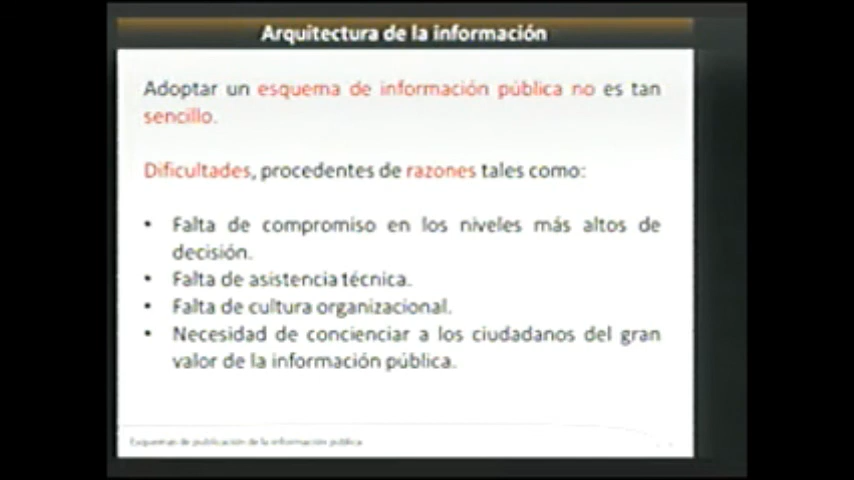 Arquitectura de la información
Adoptar un esquema de información pública no es tan
sencillo.
Dificultades, procedentes de razones tales como:
• Falta de compromiso en los niveles más altos de
decisión.
• Falta de asistencia técnica.
• Falta de cultura organizacional.
• Necesidad de concienciar a los ciudadanos del gran
valor de la información pública.
Esquemas de publicación de la información pública